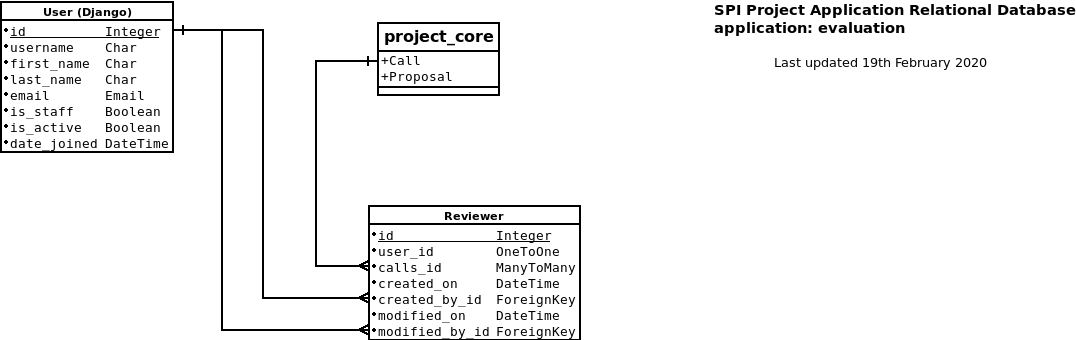 User (Django)
id Integer
username Char
first_name Char
last_name Char
email Email
is_staff Boolean
is_active Boolean
date_joined DateTime
project_core
+Call
+Proposal
SPI Project Application Relational Database
application: evaluation
Last updated 19th February 2020
Reviewer
id Integer
user_id OneToOne
calls_id ManyToMany
created_on DateTime
created_by_id ForeignKey
modified_on DateTime
modified_by_id ForeignKey